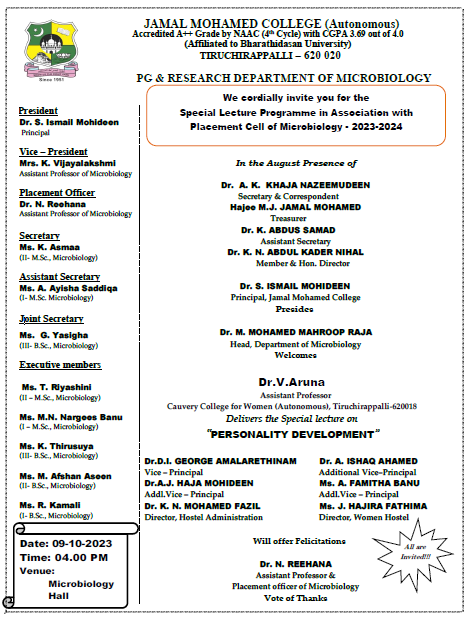 JAMAL MOHAMED COLLEGE (Autonomous)
Accredited A++ Grade by NAAC (4th Cycle) with CGPA 3.69 out of 4.0
(Affiliated to Bharathidasan University)
TIRUCHIRAPPALLI – 620 020
Since 1951
PG & RESEARCH DEPARTMENT OF MICROBIOLOGY
We cordially invite you for the
Special Lecture Programme in Association with
Placement Cell of Microbiology - 2023-2024
President
Dr. S. Ismail Mohideen
Principal
Vice – President
Mrs. K. Vijayalakshmi
Assistant Professor of Microbiology
Placement Officer
Dr. N. Reehana
Assistant Professor of Microbiology
Secretary
Ms. K. Asmaa
(II- M.Sc., Microbiology)
Assistant Secretary
Ms. A. Ayisha Saddiqa
(I- M.Sc. Microbiology)
Joint Secretary
Ms. G. Yasigha
(III- B.Sc., Microbiology)
Executive members
Ms. T. Riyashini
(II – M.Sc., Microbiology)
Ms. M.N. Nargees Banu
(I – M.Sc., Microbiology)
Ms. K. Thirusuya
(III- B.Sc., Microbiology)
Ms. M. Afshan Aseen
(II- B.Sc., Microbiology)
Ms. R. Kamali
(I- B.Sc., Microbiology)
Date: 09-10-2023
Time: 04.00 PM
Venue:
Microbiology
Hall
In the August Presence of
Dr. A. K. KHAJA NAZEEMUDEEN
Secretary & Correspondent
Hajee M.J. JAMAL MOHAMED
Treasurer
Dr. K. ABDUS SAMAD
Assistant Secretary
Dr. K. N. ABDUL KADER NIHAL
Member & Hon. Director
Dr. S. ISMAIL MOHIDEEN
Principal, Jamal Mohamed College
Presides
Dr. M. MOHAMED MAHROOP RAJA
Head, Department of Microbiology
Welcomes
Dr.V.Aruna
Assistant Professor
Cauvery College for Women (Autonomous), Tiruchirappalli-620018
Delivers the Special lecture on
“PERSONALITY DEVELOPMENT”
Dr.D.I. GEORGE AMALARETHINAM
Vice – Principal
Dr.A.J. HAJA MOHIDEEN
Addl.Vice – Principal
Dr. K. N. MOHAMED FAZIL
Director, Hostel Administration
Dr. A. ISHAQ AHAMED
Additional Vice–Principal
Ms. A. FAMITHA BANU
Addl.Vice – Principal
Ms. J. HAJIRA FATHIMA
Director, Women Hostel
Will offer Felicitations
Dr. N. REEHANA
Assistant Professor &
Placement officer of Microbiology
Vote of Thanks
All are
Invited!!!